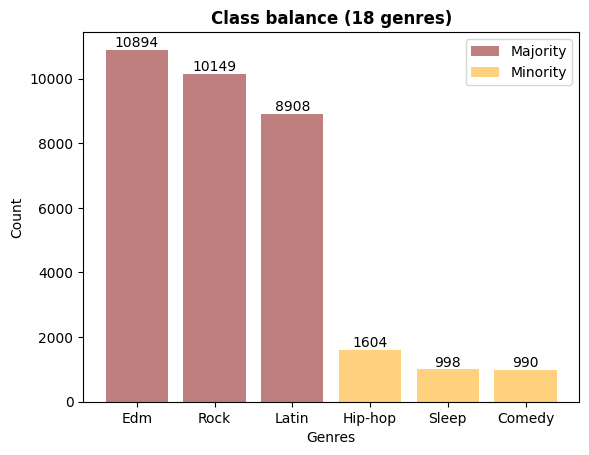 Class balance (18 genres)
Majority
Minority
10894
10149
8908
1604
998
990
Count
10000
8000
6000
4000
2000
0
Edm Rock Latin Hip-hop Sleep Comedy
Genres